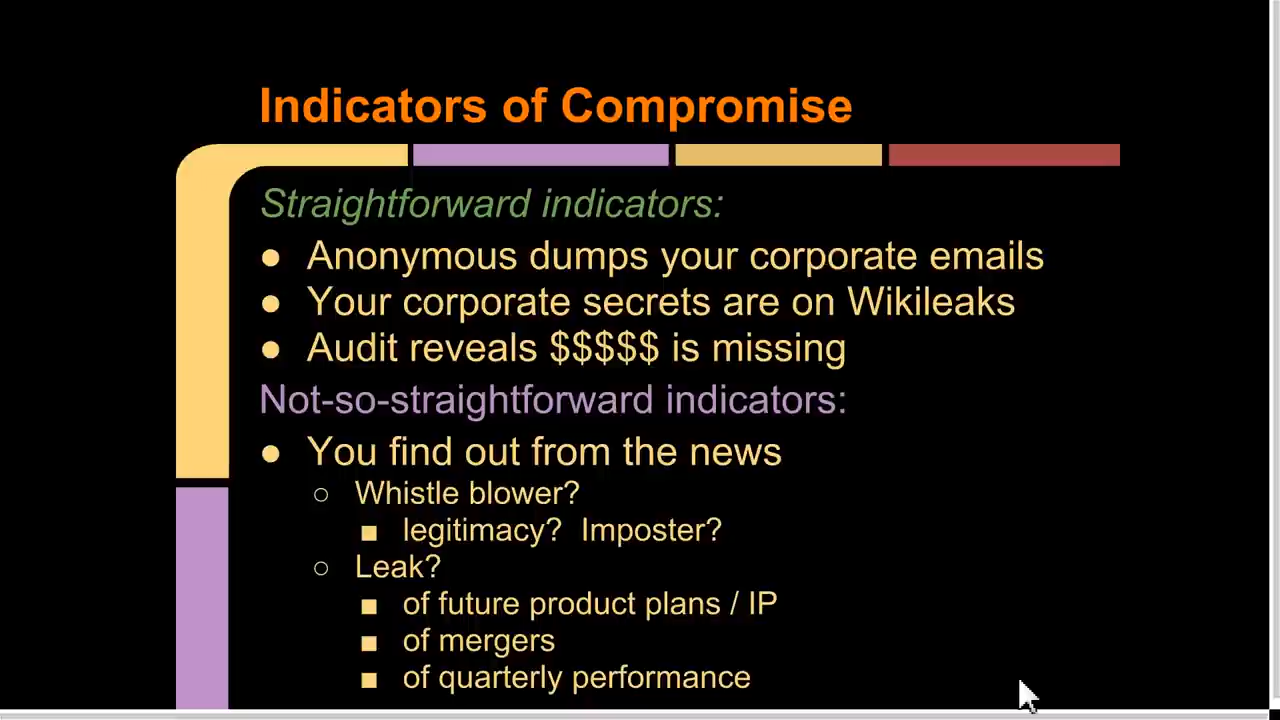 Indicators of Compromise
Straightforward indicators:
● Anonymous dumps your corporate emails
● Your corporate secrets are on Wikileaks
● Audit reveals $$$$$ is missing
Not-so-straightforward indicators:
● You find out from the news
○ Whistle blower?
■ legitimacy? Imposter?
○ Leak?
■ of future product plans / IP
■ of mergers
■ of quarterly performance